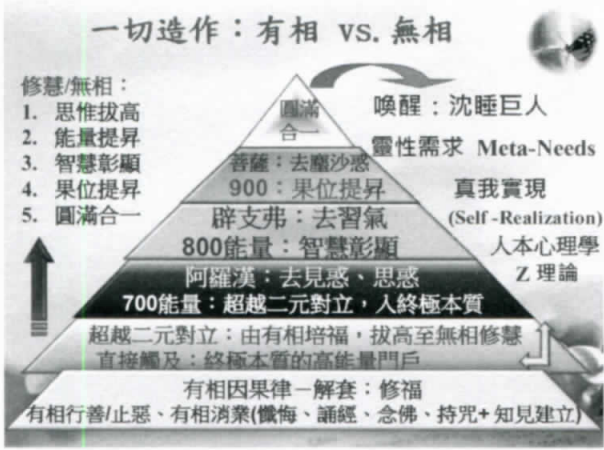 一切造作：有相 vs. 無相
修慧/無相：
1. 思惟拔高
2. 能量提昇
3. 智慧彰顯
4. 果位提昇
5. 圓滿合一
圓滿
合一
菩薩：去塵沙惑
900：果位提昇
辟支弗：去習氣
800能量：智慧彰顯
阿羅漢：去見惑、思惑
700能量：超越二元對立，入終極本質
超越二元對立：由有相培福，拔高至無相修慧
直接觸及：終極本質的高能量門戶
有相因果律－解套：修福
有相行善/止惡、有相消業(懺悔、誦經、念佛、持咒+ 知見建立)
喚醒：沈睡巨人
靈性需求 Meta-Needs
真我實現
(Self -Realization)
人本心理學
Z 理論